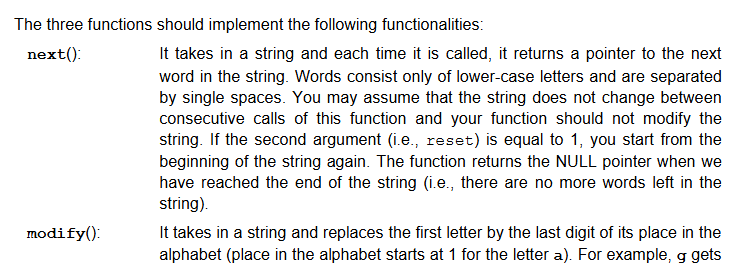 The three functions should implement the following functionalities:
next(): It takes in a string and each time it is called, it returns a pointer to the next
word in the string. Words consist only of lower-case letters and are separated
by single spaces. You may assume that the string does not change between
consecutive calls of this function and your function should not modify the
string. If the second argument (i.e., reset) is equal to 1, you start from the
beginning of the string again. The function returns the NULL pointer when we
have reached the end of the string (i.e., there are no more words left in the
string).
modify(): It takes in a string and replaces the first letter by the last digit of its place in the
alphabet (place in the alphabet starts at 1 for the letter a). For example, g gets